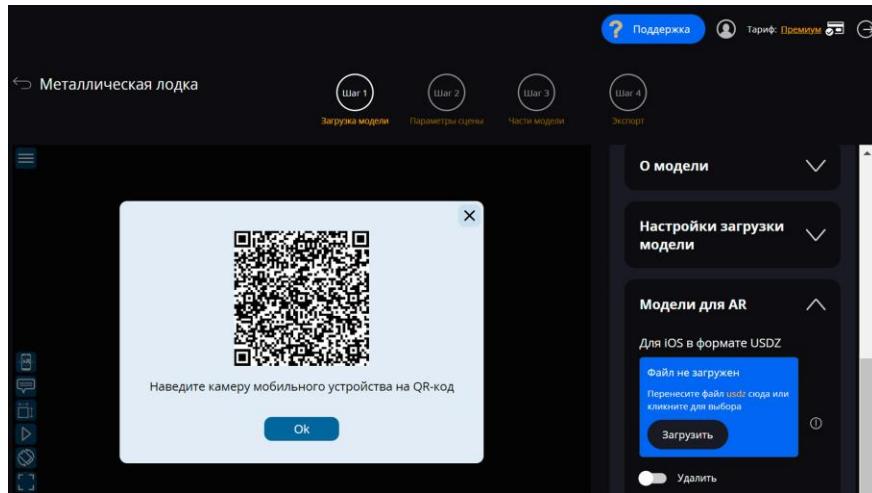 ? Поддержка
Тариф: Премиум
Металлическая лодка
Шаг 1
Шаг 2
Шаг 3
Шаг 4
Загрузка модели
Параметры сцены
Части модели
Экспорт
О модели
Настройки загрузки
модели
Модели для AR
Для iOS в формате USDZ
Файл не загружен
Перенесите файл usdz сюда или
кликните для выбора
Загрузить
Удалить
Наведите камеру мобильного устройства на QR-код
Ok